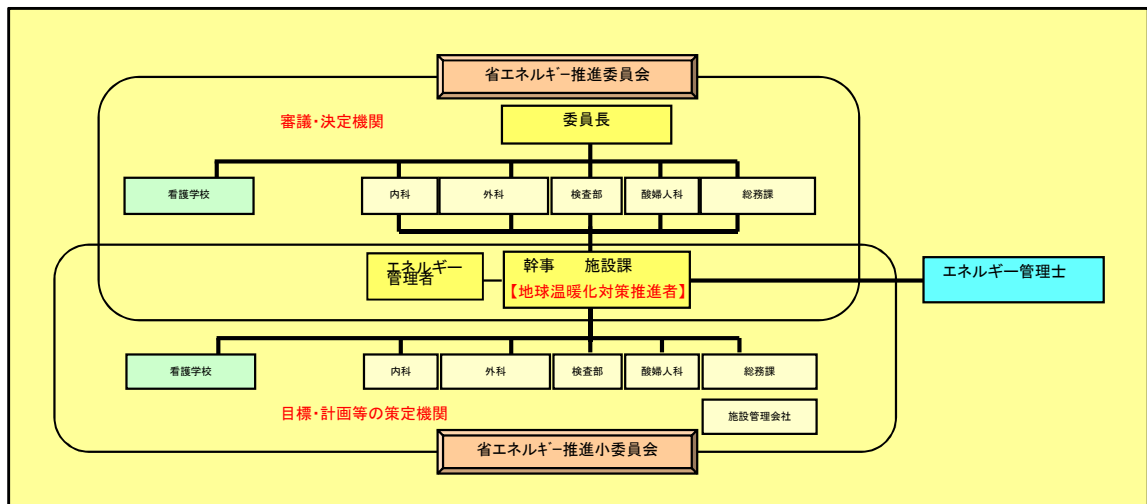 省エネルギー推進委員会
審議・決定機関
委員長
看護学校
内科
外科
検査部
酸婦人科
総務課
エネルギー
管理者
幹事 施設課
【地球温暖化対策推進者】
エネルギー管理士
看護学校
内科
外科
検査部
酸婦人科
総務課
目標・計画等の策定機関
施設管理会社
省エネルギー推進小委員会